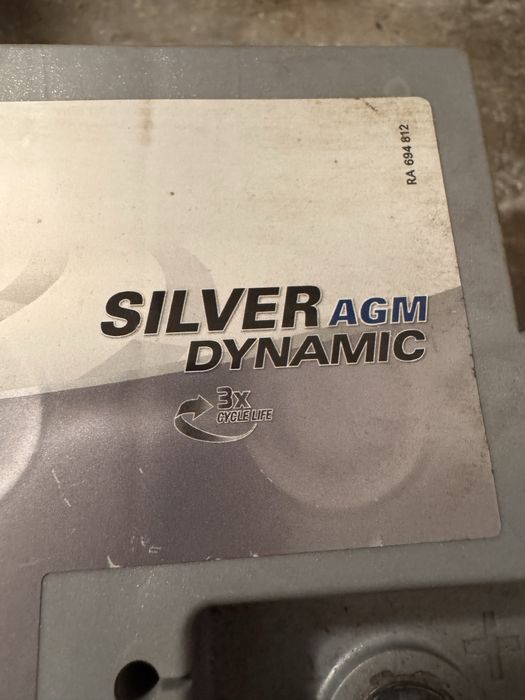 RA 694 812
SILVER AGM
DYNAMIC
3x
CYCLE LIFE